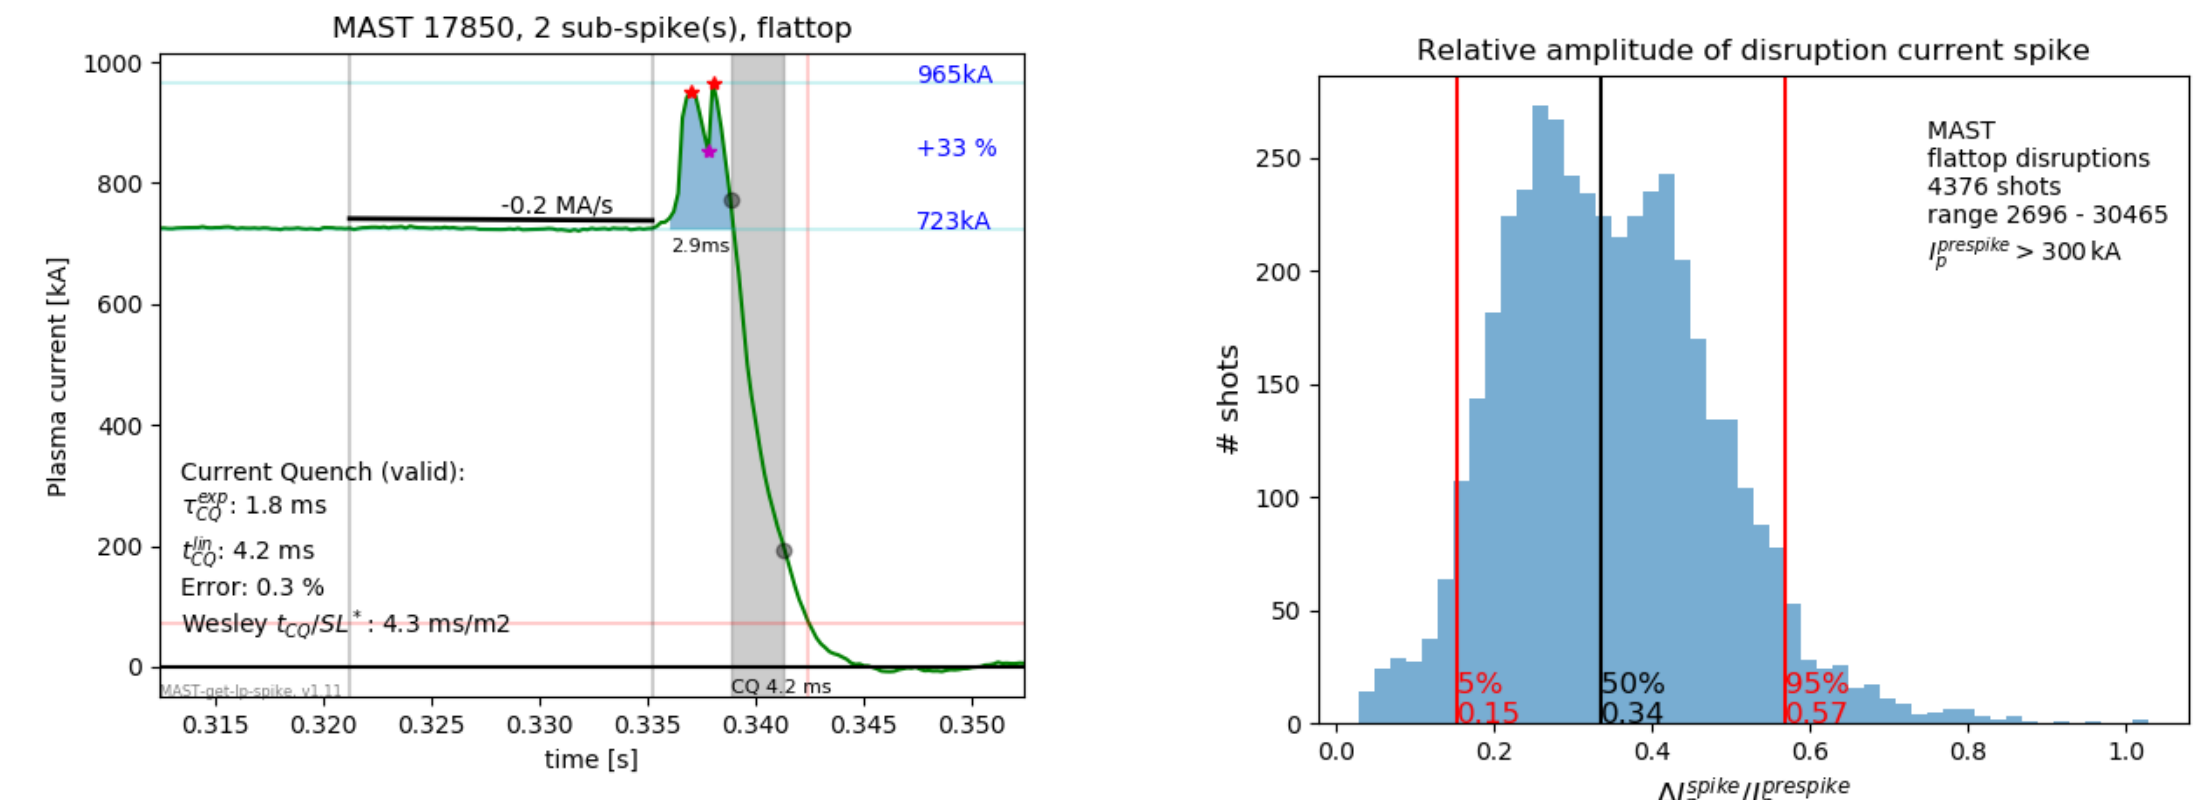 MAST 17850, 2 sub-spike(s), flattop
Plasma current [kA]
1000
800
600
400
200
0
965kA
+33 %
723kA
-0.2 MA/s
2.9ms
Current Quench (valid):
τ_CQ^exp: 1.8 ms
t_CQ^lin: 4.2 ms
Error: 0.3 %
Wesley t_CQ/SL*: 4.3 ms/m2
MAST-get-Ip-spike, v1.11
CQ 4.2 ms
0.315 0.320 0.325 0.330 0.335 0.340 0.345 0.350
time [s]
Relative amplitude of disruption current spike
# shots
250
200
150
100
50
0
MAST
flattop disruptions
4376 shots
range 2696 - 30465
I_p^prespike > 300 kA
5% 50% 95%
0.15 0.34 0.57
0.0 0.2 0.4 0.6 0.8 1.0
ΔI^spike/I^prespike